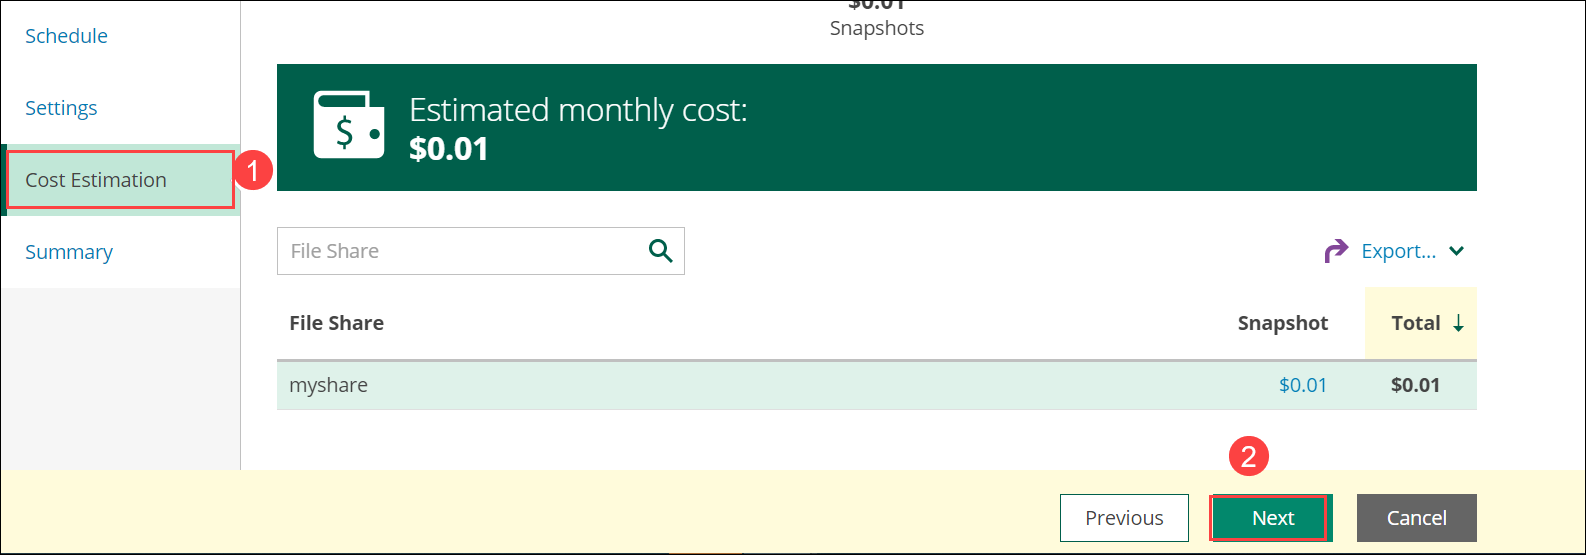 $0.01
Snapshots
Schedule
Settings
Cost Estimation
1
Summary
$
Estimated monthly cost:
$0.01
File Share
Export...
File Share Snapshot Total ↓
myshare $0.01 $0.01
2
Previous Next Cancel